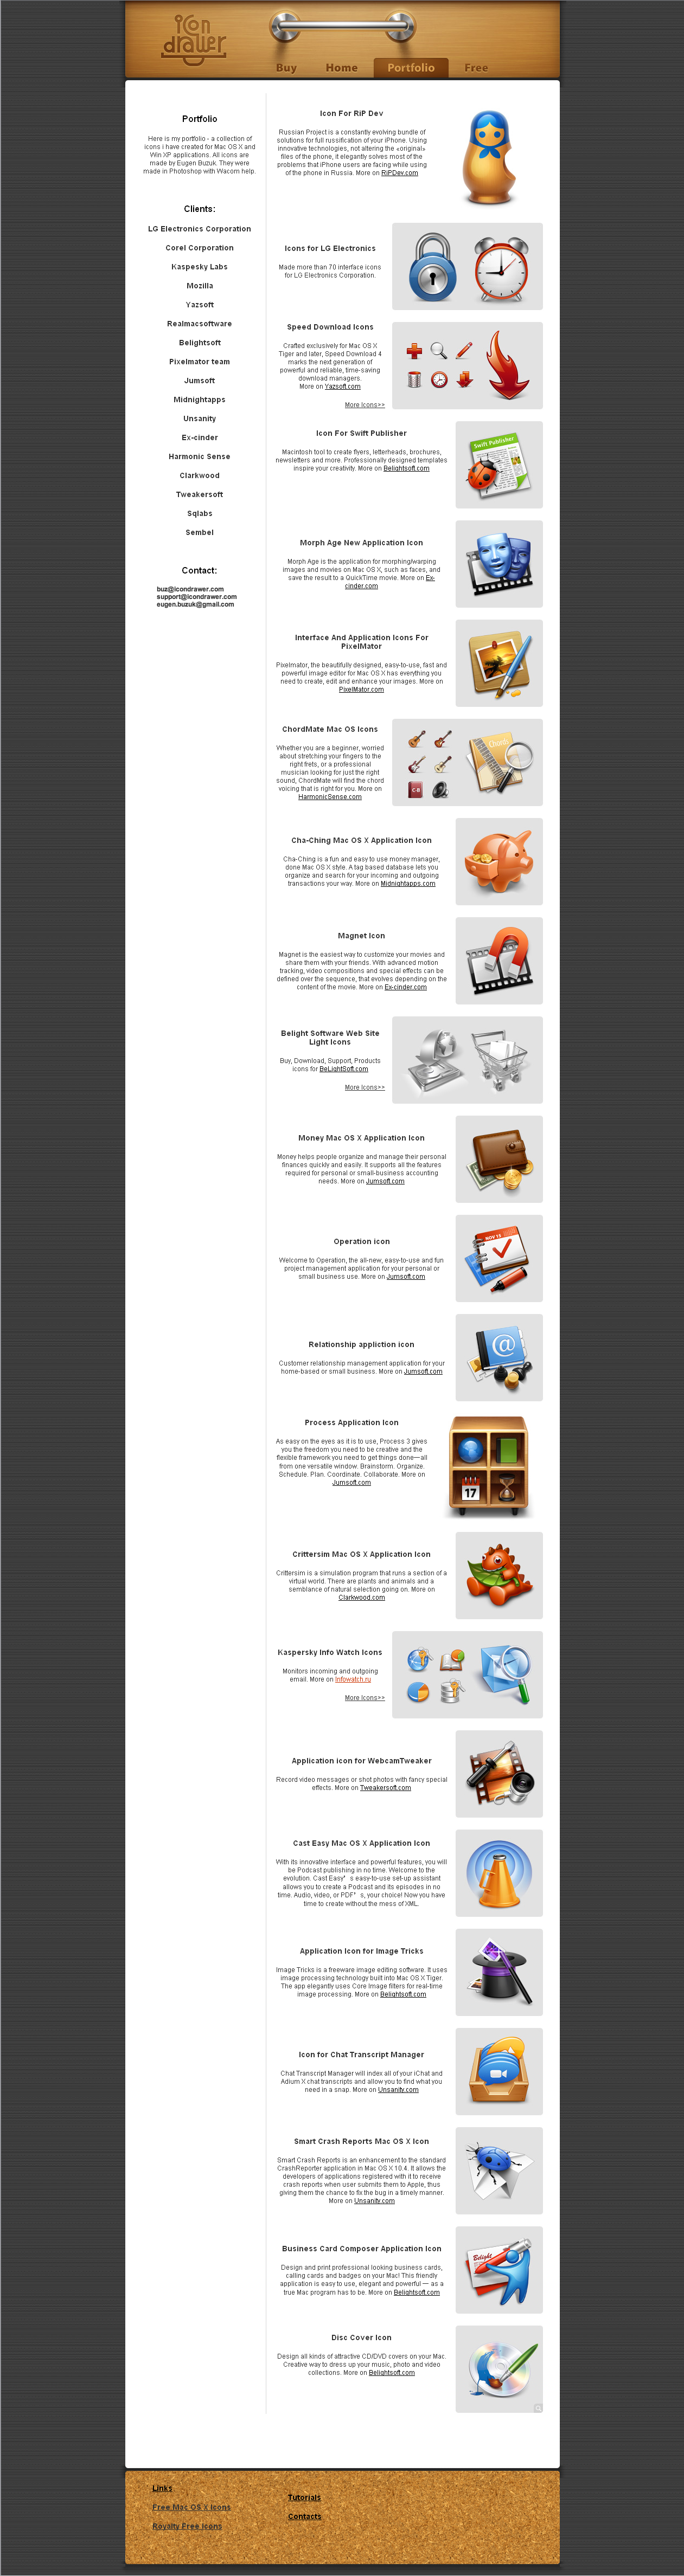 icon
drawer
Buy
Home
Portfolio
Free
Portfolio
Here is my portfolio - a collection of
icons i have created for Mac OS X and
Win XP applications. All icons are
made by Eugen Buzuk. They were
made in Photoshop with Wacom help.
Clients:
LG Electronics Corporation
Corel Corporation
Kaspesky Labs
Mozilla
Yazsoft
Realmacsoftware
Belightsoft
Pixelmator team
Jumsoft
Midnightapps
Unsanity
Ex-cinder
Harmonic Sense
Clarkwood
Tweakersoft
Sqlabs
Sembel
Contact:
buz@icondrawer.com
support@icondrawer.com
eugen.buzuk@gmail.com
Icon For RiP Dev
Russian Project is a constantly evolving bundle of
solutions for full russification of your iPhone. Using
innovative technologies, not altering the «original»
files of the phone, it elegantly solves most of the
problems that iPhone users are facing while using
of the phone in Russia. More on RiPDev.com
Icons for LG Electronics
Made more than 70 interface icons
for LG Electronics Corporation.
Speed Download Icons
Crafted exclusively for Mac OS X
Tiger and later, Speed Download 4
marks the next generation of
powerful and reliable, time-saving
download managers.
More on Yazsoft.com
More Icons>>
Icon For Swift Publisher
Macintosh tool to create flyers, letterheads, brochures,
newsletters and more. Professionally designed templates
inspire your creativity. More on Belightsoft.com
Swift Publisher
Morph Age New Application Icon
Morph Age is the application for morphing/warping
images and movies on Mac OS X, such as faces, and
save the result to a QuickTime movie. More on Ex-
cinder.com
Interface And Application Icons For
PixelMator
Pixelmator, the beautifully designed, easy-to-use, fast and
powerful image editor for Mac OS X has everything you
need to create, edit and enhance your images. More on
PixelMator.com
ChordMate Mac OS Icons
Whether you are a beginner, worried
about stretching your fingers to the
right frets, or a professional
musician looking for just the right
sound, ChordMate will find the chord
voicing that is right for you. More on
HarmonicSense.com
Cha-Ching Mac OS X Application Icon
Cha-Ching is a fun and easy to use money manager,
done Mac OS X style. A tag based database lets you
organize and search for your incoming and outgoing
transactions your way. More on Midnightapps.com
Magnet Icon
Magnet is the easiest way to customize your movies and
share them with your friends. With advanced motion
tracking, video compositions and special effects can be
defined over the sequence, that evolves depending on the
content of the movie. More on Ex-cinder.com
Belight Software Web Site
Light Icons
Buy, Download, Support, Products
icons for BeLightSoft.com
More Icons>>
Money Mac OS X Application Icon
Money helps people organize and manage their personal
finances quickly and easily. It supports all the features
required for personal or small-business accounting
needs. More on Jumsoft.com
Operation icon
Welcome to Operation, the all-new, easy-to-use and fun
project management application for your personal or
small business use. More on Jumsoft.com
NOV 15
Relationship appliction icon
Customer relationship management application for your
home-based or small business. More on Jumsoft.com
@
Process Application Icon
As easy on the eyes as it is to use, Process 3 gives
you the freedom you need to be creative and the
flexible framework you need to get things done—all
from one versatile window. Brainstorm. Organize.
Schedule. Plan. Coordinate. Collaborate. More on
Jumsoft.com
17
Crittersim Mac OS X Application Icon
Crittersim is a simulation program that runs a section of a
virtual world. There are plants and animals and a
semblance of natural selection going on. More on
Clarkwood.com
Kaspersky Info Watch Icons
Monitors incoming and outgoing
email. More on Infowatch.ru
More Icons>>
Application icon for WebcamTweaker
Record video messages or shot photos with fancy special
effects. More on Tweakersoft.com
Cast Easy Mac OS X Application Icon
With its innovative interface and powerful features, you will
be Podcast publishing in no time. Welcome to the
evolution. Cast Easy’s easy-to-use set-up assistant
allows you to create a Podcast and its episodes in no
time. Audio, video, or PDF’s, your choice! Now you have
time to create without the mess of XML.
Application Icon for Image Tricks
Image Tricks is a freeware image editing software. It uses
image processing technology built into Mac OS X Tiger.
The app elegantly uses Core Image filters for real-time
image processing. More on Belightsoft.com
Icon for Chat Transcript Manager
Chat Transcript Manager will index all of your iChat and
Adium X chat transcripts and allow you to find what you
need in a snap. More on Unsanity.com
Smart Crash Reports Mac OS X Icon
Smart Crash Reports is an enhancement to the standard
CrashReporter application in Mac OS X 10.4. It allows the
developers of applications registered with it to receive
crash reports when user submits them to Apple, thus
giving them the chance to fix the bug in a timely manner.
More on Unsanity.com
Business Card Composer Application Icon
Design and print professional looking business cards,
calling cards and badges on your Mac! This friendly
application is easy to use, elegant and powerful — as a
true Mac program has to be. More on Belightsoft.com
Belight
Disc Cover Icon
Design all kinds of attractive CD/DVD covers on your Mac.
Creative way to dress up your music, photo and video
collections. More on Belightsoft.com
Links
Free Mac OS X Icons
Royalty Free Icons
Tutorials
Contacts